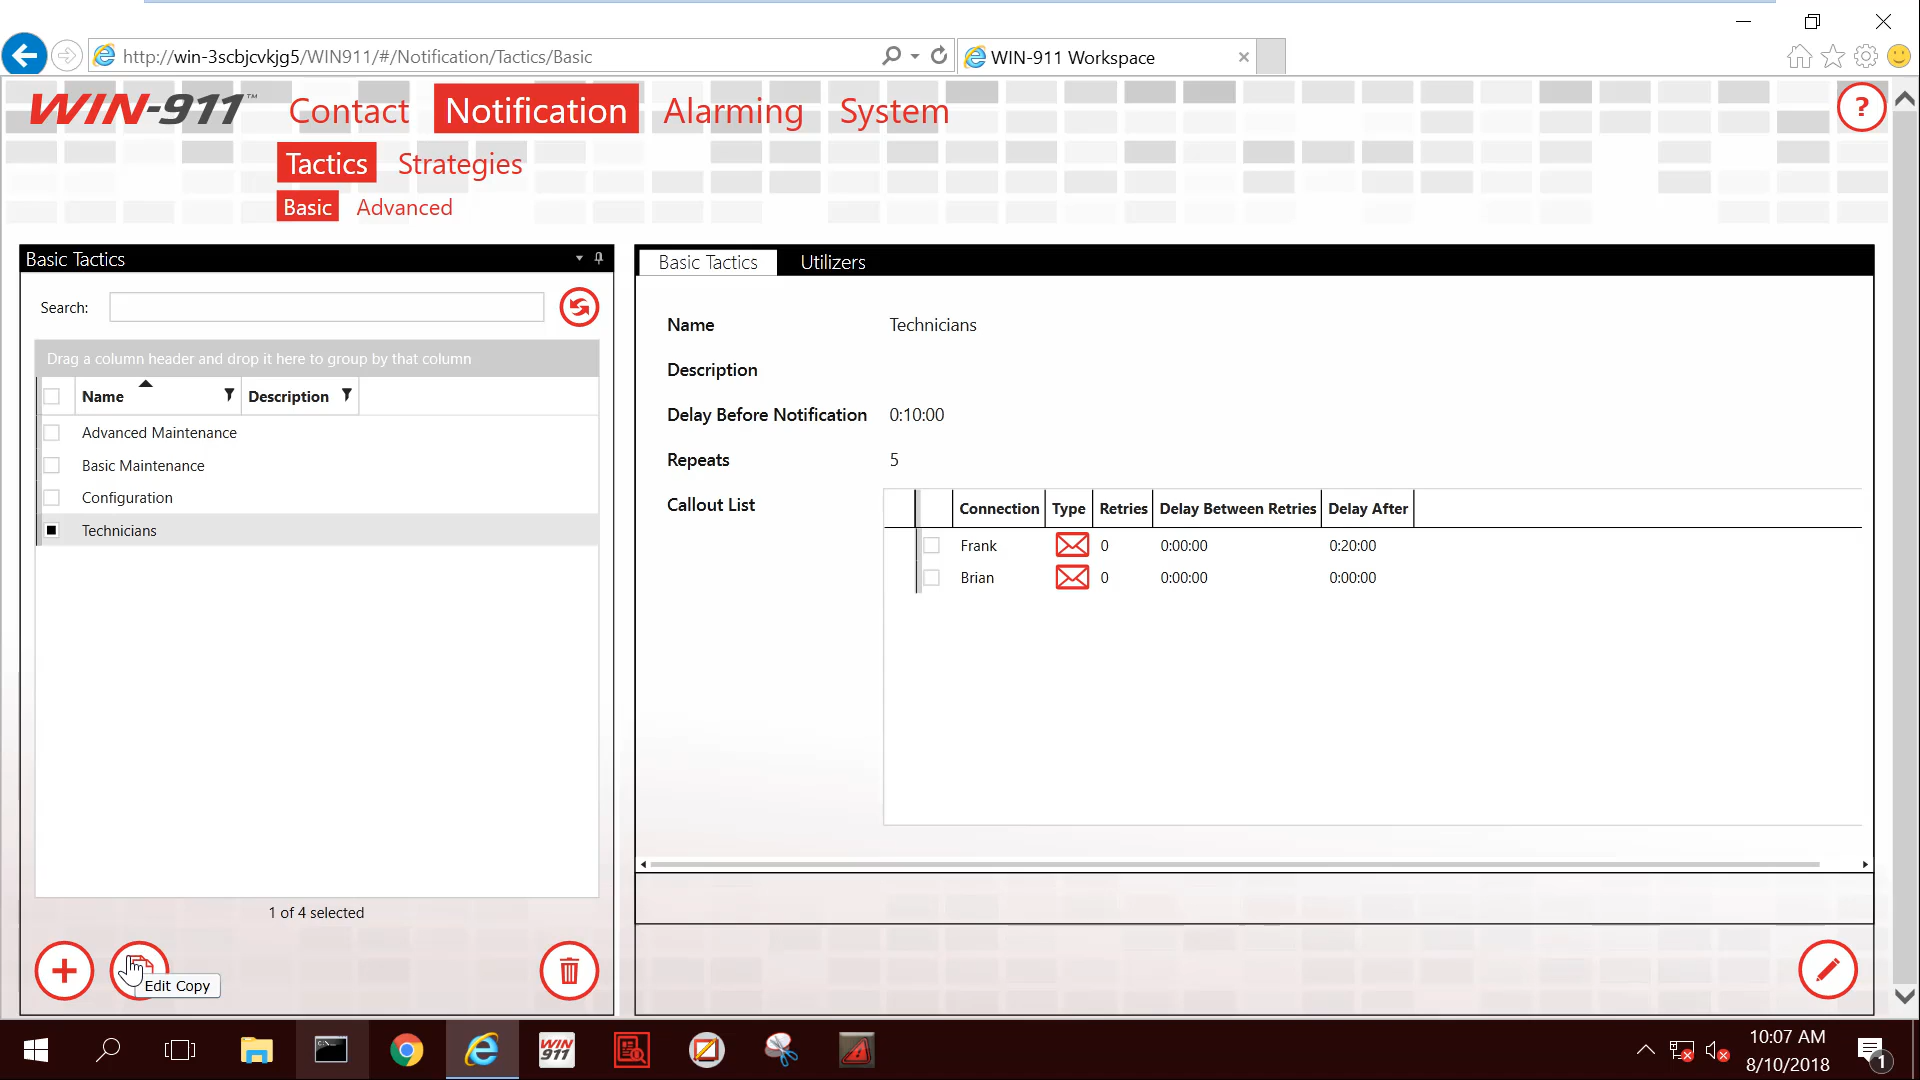 http://win-3scbjcvkjg5/WIN911/#/Notification/Tactics/Basic
WIN-911 Workspace
WIN-911™ Contact Notification Alarming System
?
Tactics Strategies
Basic Advanced
Basic Tactics
Search:
Drag a column header and drop it here to group by that column
Name Description
Advanced Maintenance
Basic Maintenance
Configuration
Technicians
1 of 4 selected
Edit Copy
Basic Tactics Utilizers
Name Technicians
Description
Delay Before Notification 0:10:00
Repeats 5
Callout List
Connection Type Retries Delay Between Retries Delay After
Frank 0 0:00:00 0:20:00
Brian 0 0:00:00 0:00:00
WIN
911
10:07 AM
8/10/2018
1